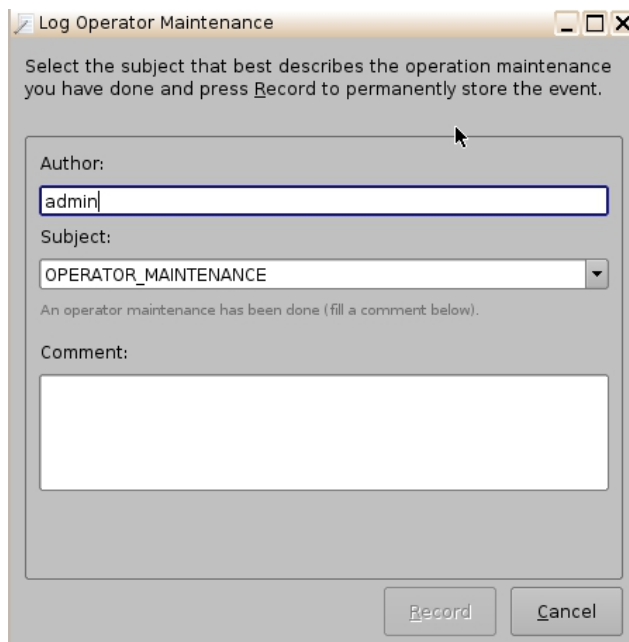 Log Operator Maintenance
Select the subject that best describes the operation maintenance
you have done and press Record to permanently store the event.
Author:
admin
Subject:
OPERATOR_MAINTENANCE
An operator maintenance has been done (fill a comment below).
Comment:
Record
Cancel